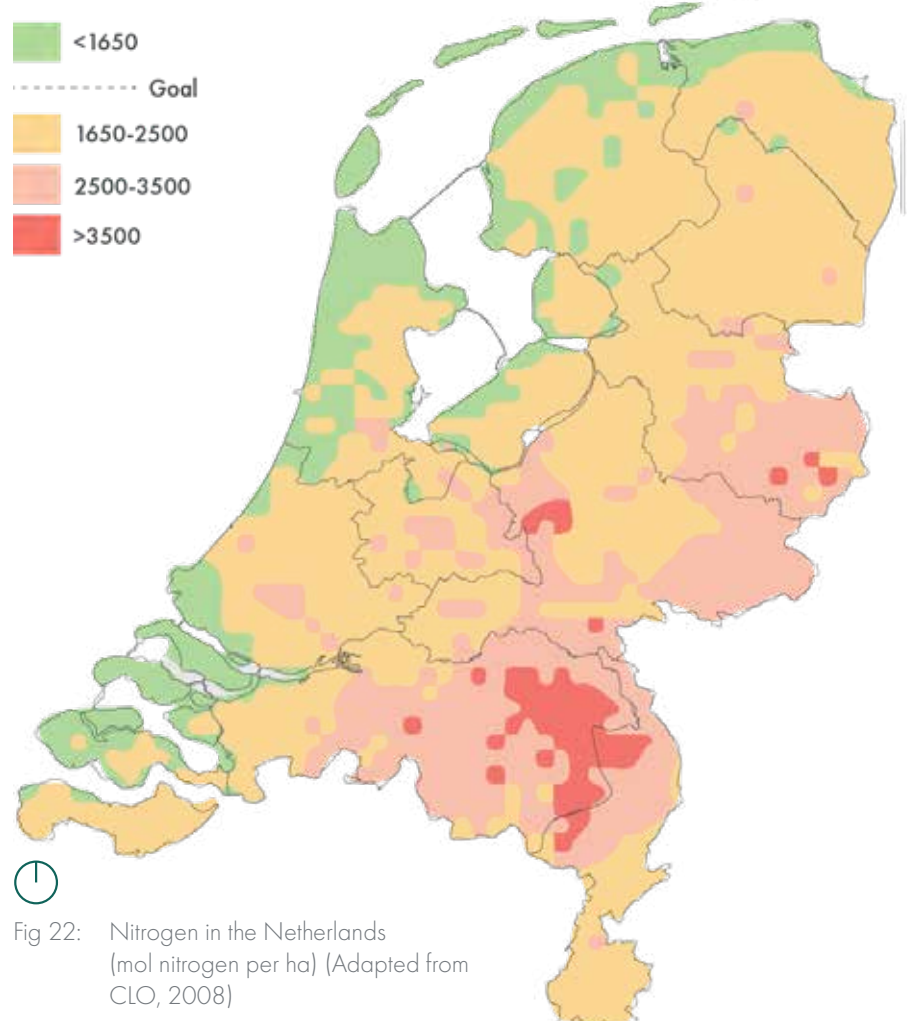 <1650
Goal
1650-2500
2500-3500
>3500
Fig 22: Nitrogen in the Netherlands
(mol nitrogen per ha) (Adapted from
CLO, 2008)